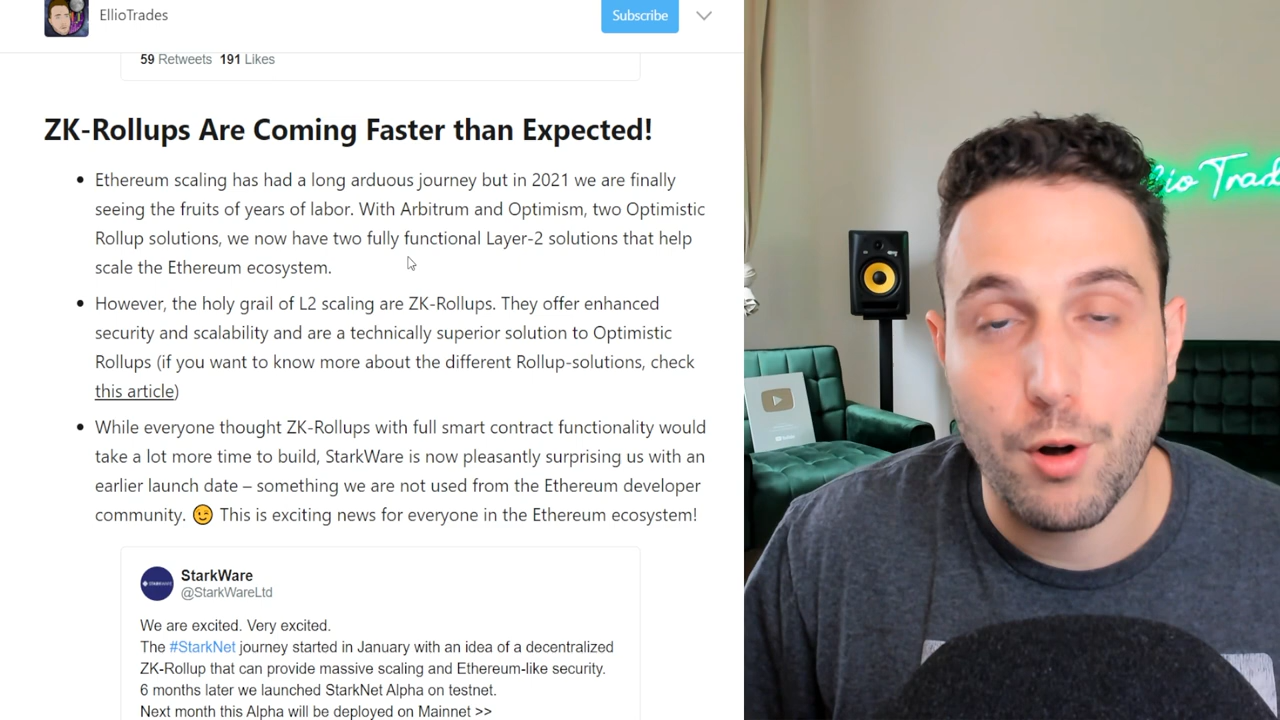 EllioTrades
Subscribe
59 Retweets 191 Likes
ZK-Rollups Are Coming Faster than Expected!
Ethereum scaling has had a long arduous journey but in 2021 we are finally
seeing the fruits of years of labor. With Arbitrum and Optimism, two Optimistic
Rollup solutions, we now have two fully functional Layer-2 solutions that help
scale the Ethereum ecosystem.
However, the holy grail of L2 scaling are ZK-Rollups. They offer enhanced
security and scalability and are a technically superior solution to Optimistic
Rollups (if you want to know more about the different Rollup-solutions, check
this article)
While everyone thought ZK-Rollups with full smart contract functionality would
take a lot more time to build, StarkWare is now pleasantly surprising us with an
earlier launch date – something we are not used from the Ethereum developer
community. 😉 This is exciting news for everyone in the Ethereum ecosystem!
StarkWare
@StarkWareLtd
We are excited. Very excited.
The #StarkNet journey started in January with an idea of a decentralized
ZK-Rollup that can provide massive scaling and Ethereum-like security.
6 months later we launched StarkNet Alpha on testnet.
Next month this Alpha will be deployed on Mainnet >>
llio Trad